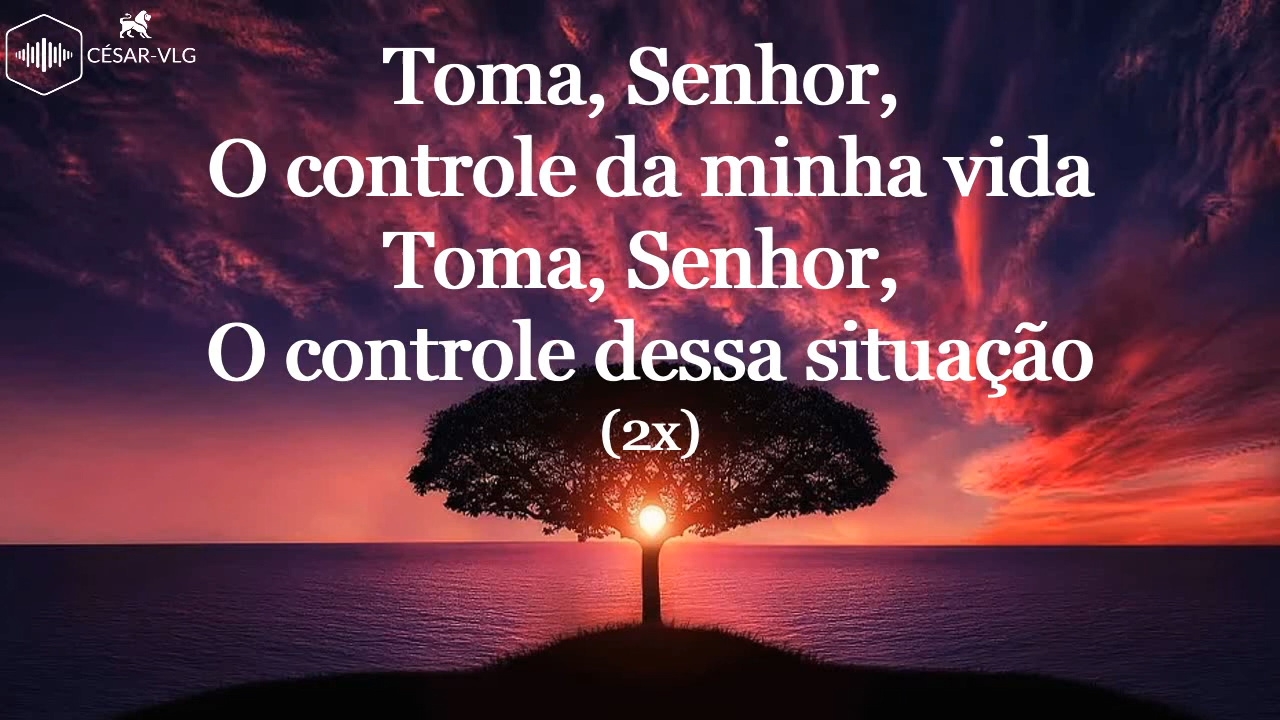 CÉSAR-VLG
Toma, Senhor,
O controle da minha vida
Toma, Senhor,
O controle dessa situação
(2x)